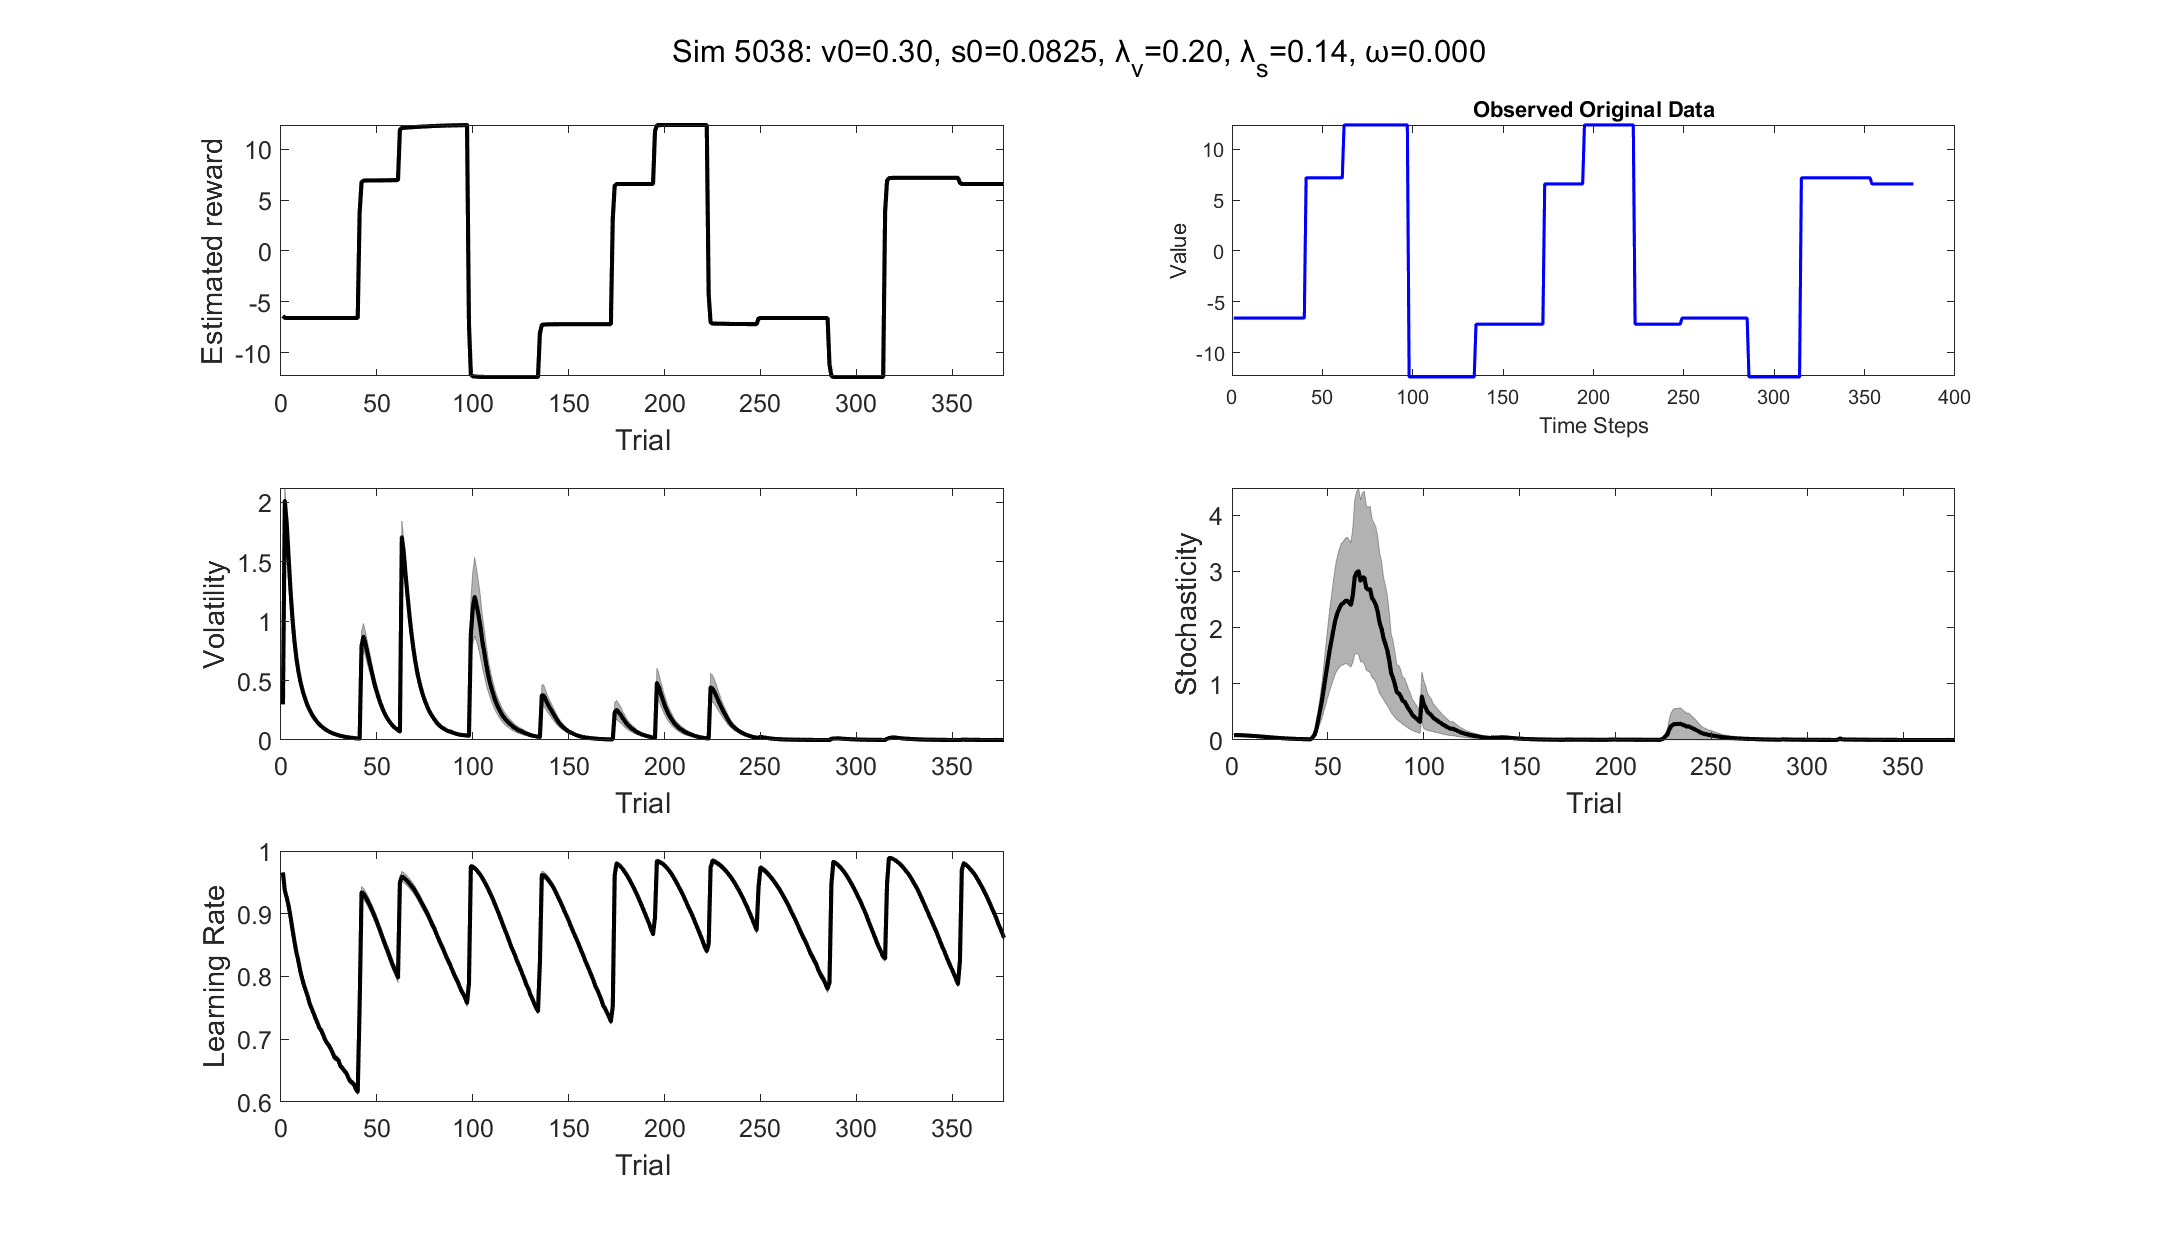 Sim 5038: v0=0.30, s0=0.0825, λv=0.20, λs=0.14, ω=0.000
Estimated reward
10
5
0
-5
-10
0 50 100 150 200 250 300 350
Trial
Observed Original Data
Value
10
5
0
-5
-10
0 50 100 150 200 250 300 350 400
Time Steps
Volatility
2
1.5
1
0.5
0
0 50 100 150 200 250 300 350
Trial
Stochasticity
4
3
2
1
0
0 50 100 150 200 250 300 350
Trial
Learning Rate
1
0.9
0.8
0.7
0.6
0 50 100 150 200 250 300 350
Trial